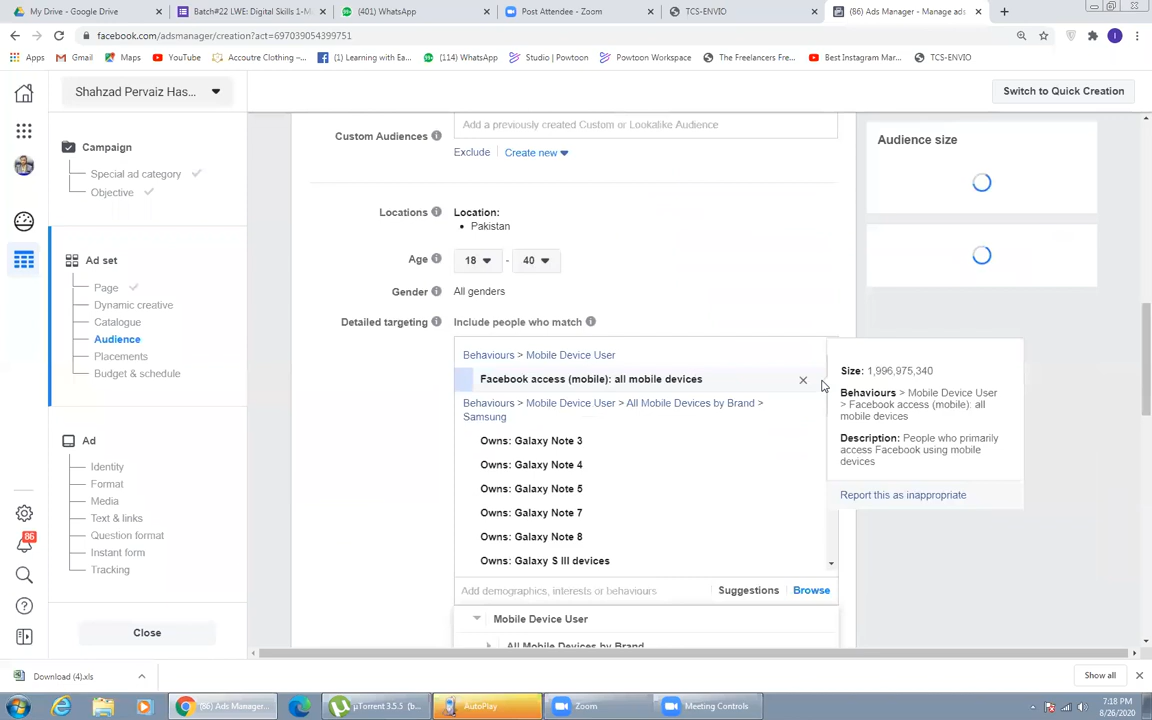 My Drive - Google Drive
Batch#22 LWE: Digital Skills 1-M
(401) WhatsApp
Post Attendee - Zoom
TCS-ENVIO
(86) Ads Manager - Manage ads
facebook.com/adsmanager/creation?act=697039054399751
Apps
Gmail
Maps
YouTube
Accoutre Clothing –...
(1) Learning with Ea...
(114) WhatsApp
Studio | Powtoon
Powtoon Workspace
The Freelancers Fre...
Best Instagram Mar...
TCS-ENVIO
Shahzad Pervaiz Has...
Switch to Quick Creation
Campaign
Special ad category
Objective
Ad set
Page
Dynamic creative
Catalogue
Audience
Placements
Budget & schedule
Ad
Identity
Format
Media
Text & links
Question format
Instant form
Tracking
Close
86
Custom Audiences
Add a previously created Custom or Lookalike Audience
Exclude
Create new
Locations
Location:
• Pakistan
Age
18 - 40
Gender
All genders
Detailed targeting
Include people who match
Behaviours > Mobile Device User
Facebook access (mobile): all mobile devices
Behaviours > Mobile Device User > All Mobile Devices by Brand >
Samsung
Owns: Galaxy Note 3
Owns: Galaxy Note 4
Owns: Galaxy Note 5
Owns: Galaxy Note 7
Owns: Galaxy Note 8
Owns: Galaxy S III devices
Add demographics, interests or behaviours
Suggestions
Browse
Mobile Device User
All Mobile Devices by Brand
Audience size
Size: 1,996,975,340
Behaviours > Mobile Device User
> Facebook access (mobile): all
mobile devices
Description: People who primarily
access Facebook using mobile
devices
Report this as inappropriate
Download (4).xls
Show all
(86) Ads Manager...
µTorrent 3.5.5 (b...
AutoPlay
Zoom
Meeting Controls
7:18 PM
8/26/2020